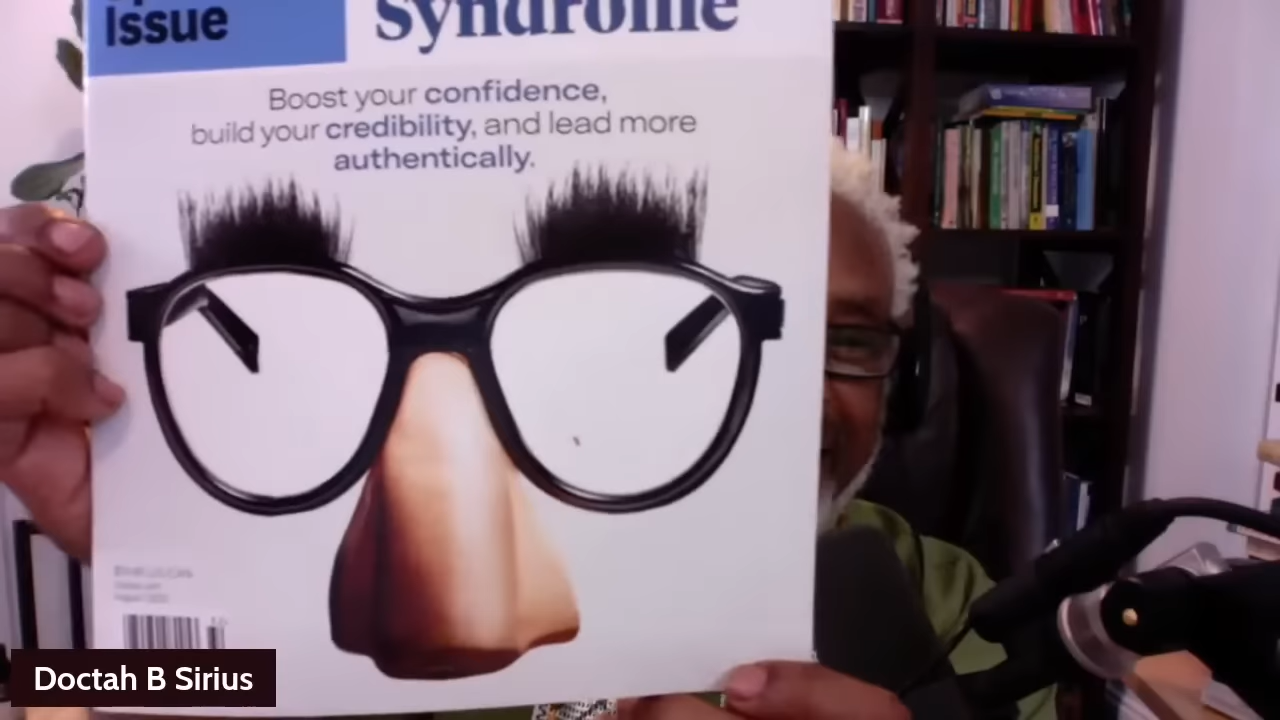 Issue
Syndrome
Boost your confidence,
build your credibility, and lead more
authentically.
Doctah B Sirius